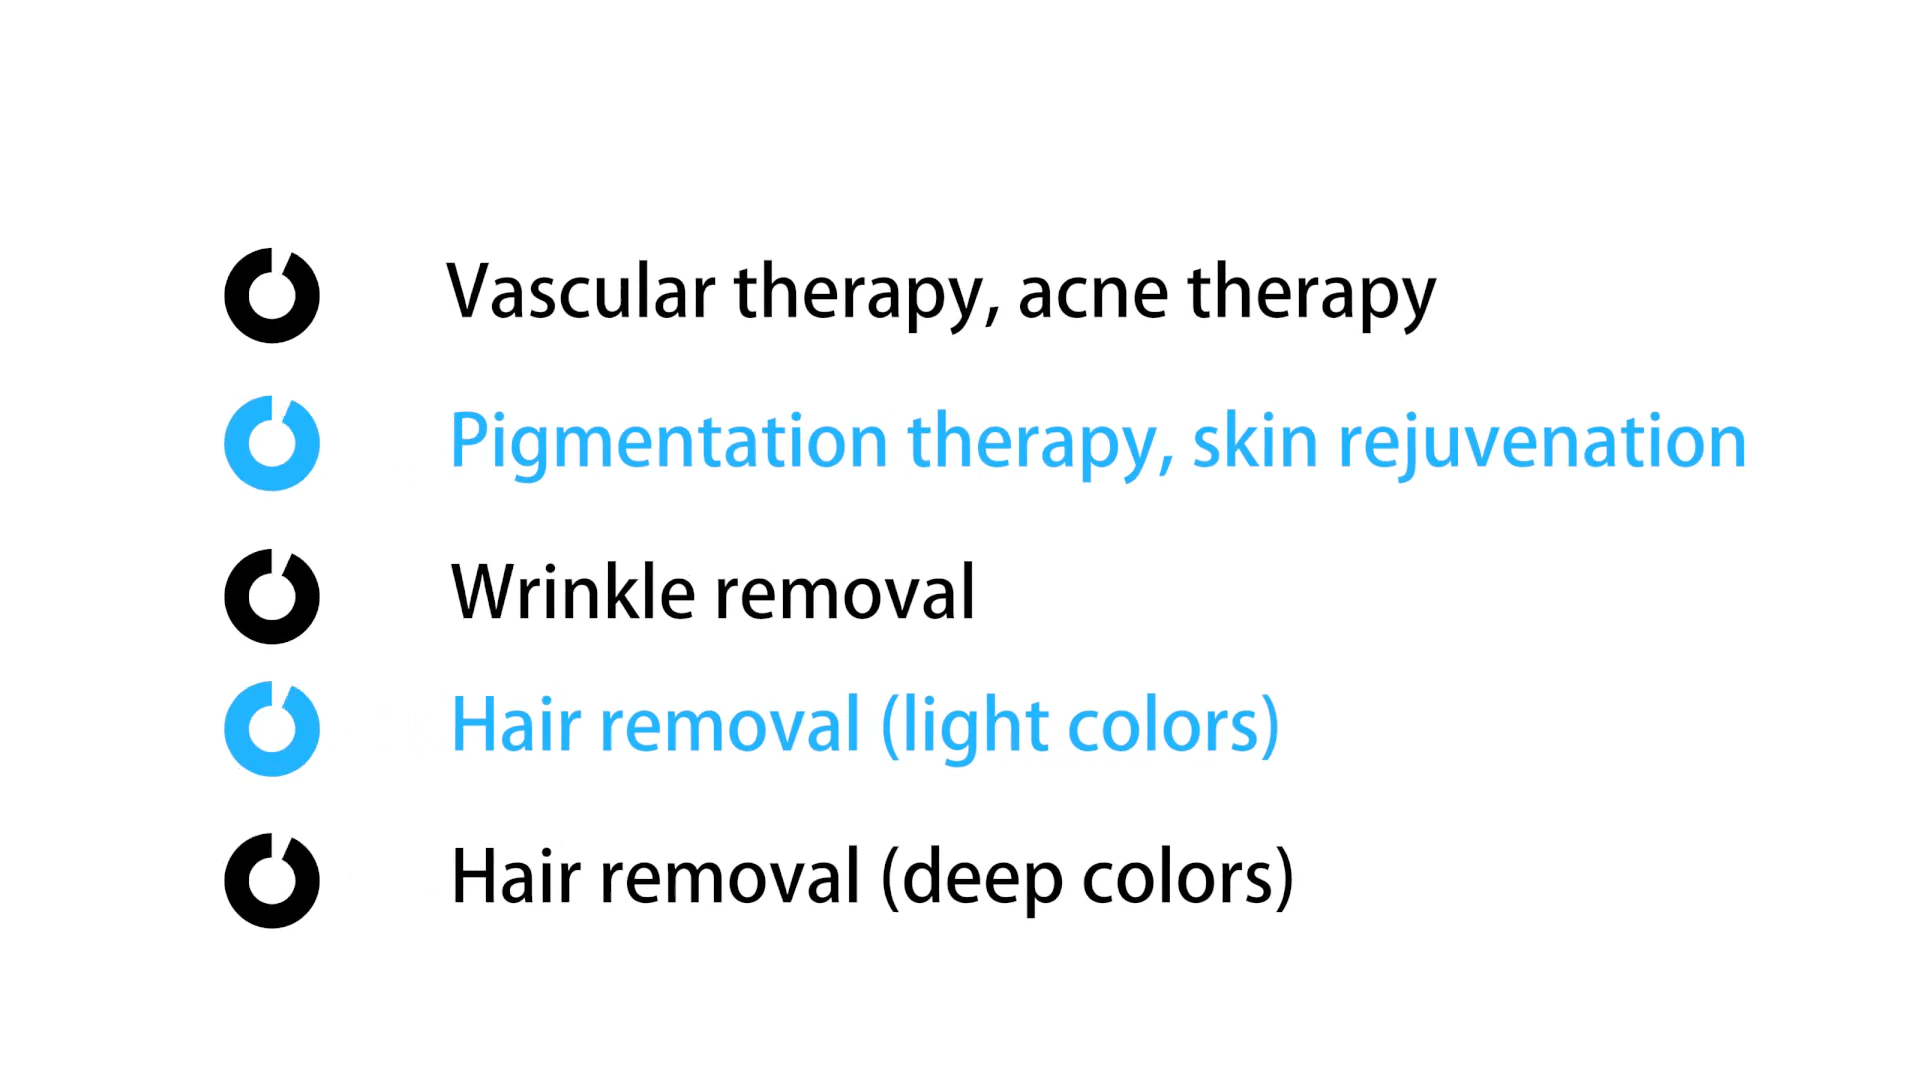 Vascular therapy, acne therapy
Pigmentation therapy, skin rejuvenation
Wrinkle removal
Hair removal (light colors)
Hair removal (deep colors)